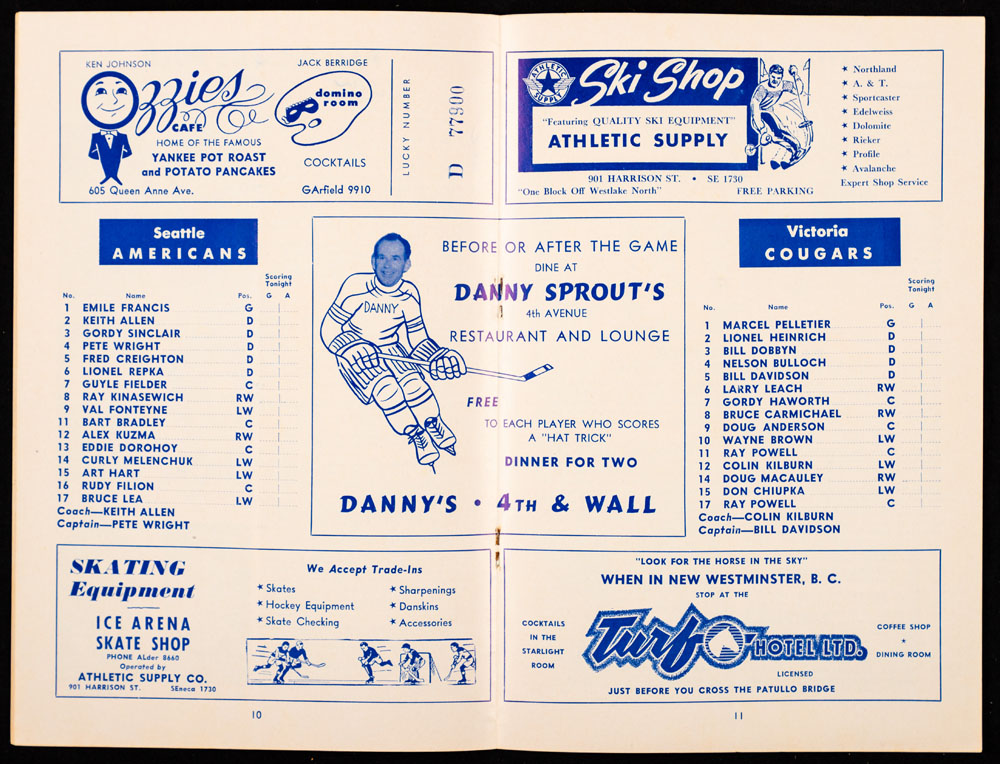 KEN JOHNSON
Ozzies
CAFE
HOME OF THE FAMOUS
YANKEE POT ROAST
and POTATO PANCAKES
605 Queen Anne Ave.
JACK BERRIDGE
domino
room
COCKTAILS
GArfield 9910
LUCKY NUMBER
D 77990
ATHLETIC
SUPPLY
Ski Shop
"Featuring QUALITY SKI EQUIPMENT"
ATHLETIC SUPPLY
901 HARRISON ST. • SE 1730
"One Block Off Westlake North" FREE PARKING
★ Northland
★ A. & T.
★ Sportcaster
★ Edelweiss
★ Dolomite
★ Rieker
★ Profile
★ Avalanche
Expert Shop Service
Seattle
AMERICANS
Scoring
Tonight
No. Name Pos. G A
1 EMILE FRANCIS G
2 KEITH ALLEN D
3 GORDY SINCLAIR D
4 PETE WRIGHT D
5 FRED CREIGHTON D
6 LIONEL REPKA D
7 GUYLE FIELDER C
8 RAY KINASEWICH RW
9 VAL FONTEYNE LW
11 BART BRADLEY C
12 ALEX KUZMA RW
13 EDDIE DOROHOY C
14 CURLY MELENCHUK LW
15 ART HART LW
16 RUDY FILION C
17 BRUCE LEA LW
Coach—KEITH ALLEN
Captain—PETE WRIGHT
DANNY
BEFORE OR AFTER THE GAME
DINE AT
DANNY SPROUT'S
4th AVENUE
RESTAURANT AND LOUNGE
FREE
TO EACH PLAYER WHO SCORES
A "HAT TRICK"
DINNER FOR TWO
DANNY'S • 4TH & WALL
Victoria
COUGARS
Scoring
Tonight
No. Name Pos. G A
1 MARCEL PELLETIER G
2 LIONEL HEINRICH D
3 BILL DOBBYN D
4 NELSON BULLOCH D
5 BILL DAVIDSON D
6 LARRY LEACH RW
7 GORDY HAWORTH C
8 BRUCE CARMICHAEL RW
9 DOUG ANDERSON C
10 WAYNE BROWN LW
11 RAY POWELL C
12 COLIN KILBURN LW
14 DOUG MACAULEY RW
15 DON CHIUPKA LW
17 RAY POWELL C
Coach—COLIN KILBURN
Captain—BILL DAVIDSON
SKATING
Equipment
ICE ARENA
SKATE SHOP
PHONE ALder 8660
Operated by
ATHLETIC SUPPLY CO.
901 HARRISON ST. SEneca 1730
We Accept Trade-Ins
★ Skates
★ Hockey Equipment
★ Skate Checking
★ Sharpenings
★ Danskins
★ Accessories
"LOOK FOR THE HORSE IN THE SKY"
WHEN IN NEW WESTMINSTER, B. C.
STOP AT THE
COCKTAILS
IN THE
STARLIGHT
ROOM
Turf HOTEL LTD.
LICENSED
COFFEE SHOP
★
DINING ROOM
JUST BEFORE YOU CROSS THE PATULLO BRIDGE
10
11